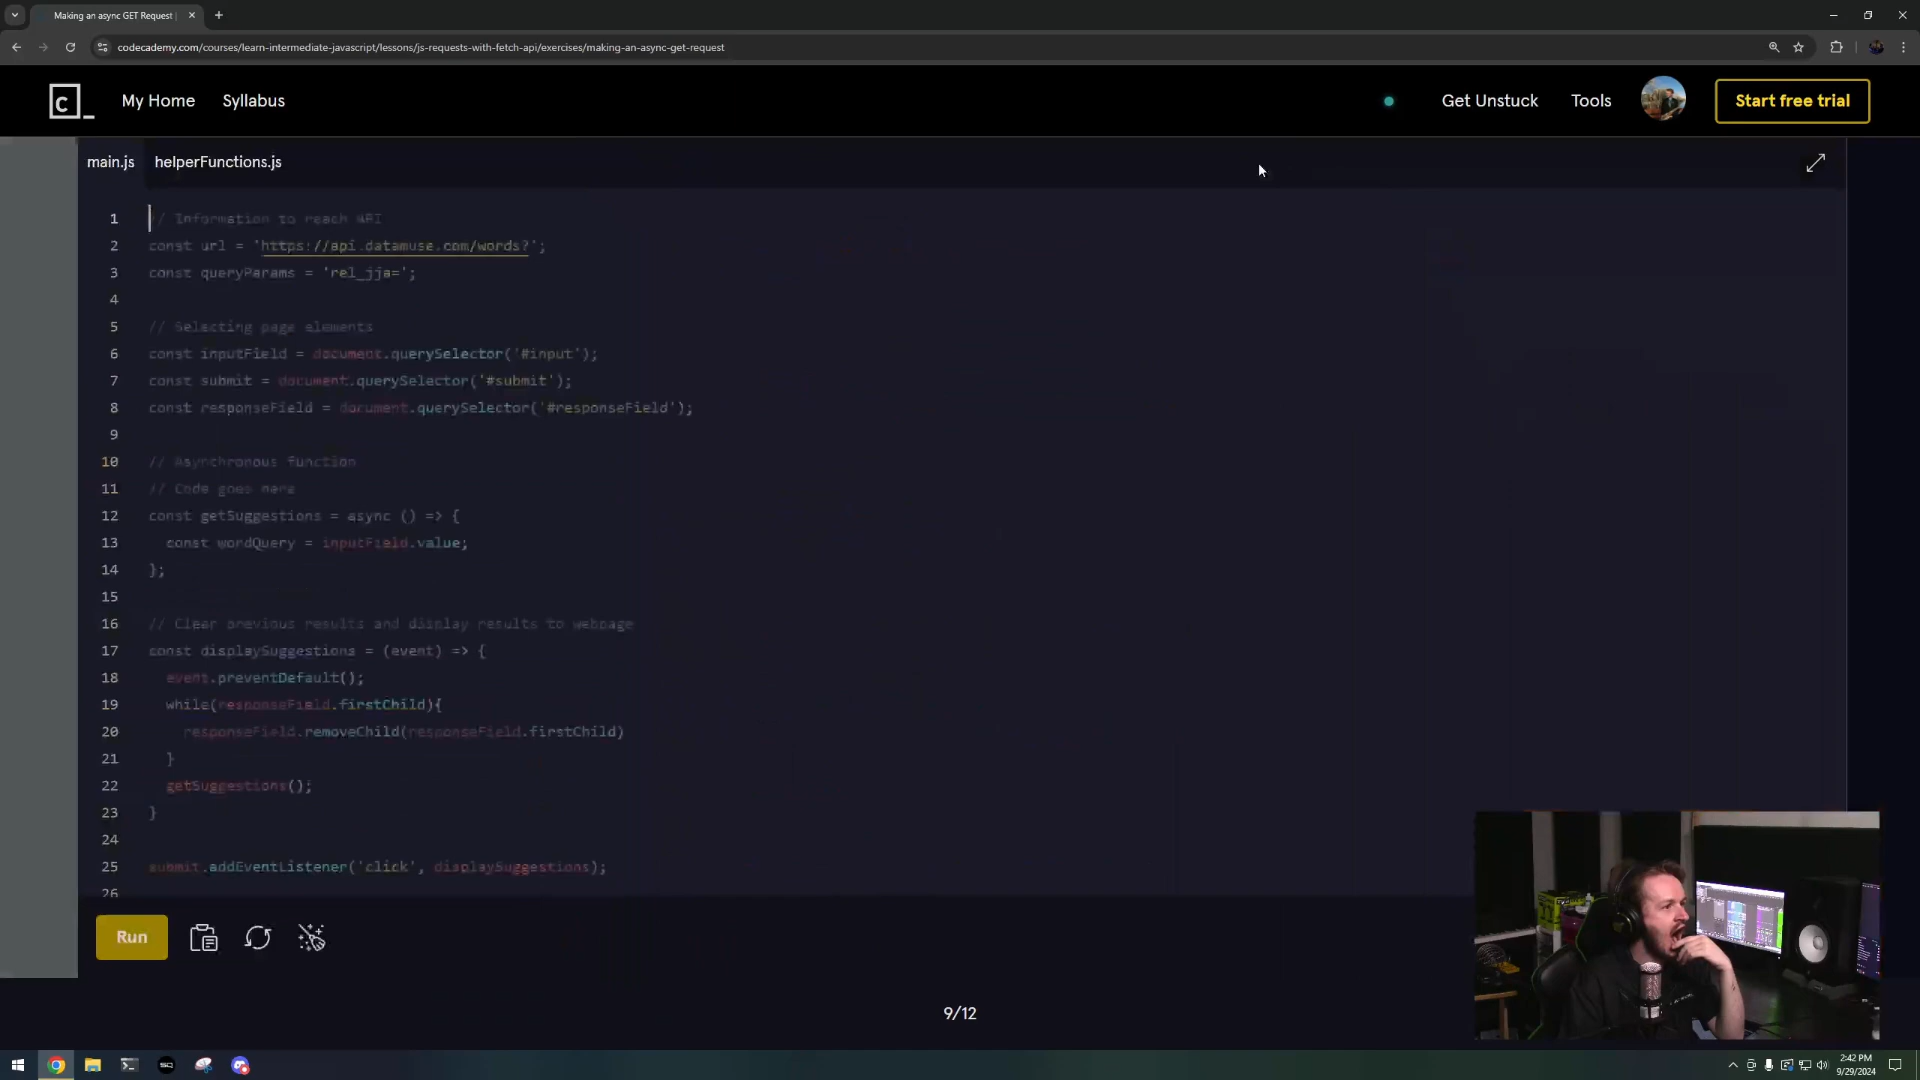 Making an async GET Request |
codecademy.com/courses/learn-intermediate-javascript/lessons/js-requests-with-fetch-api/exercises/making-an-async-get-request
c_
My Home
Syllabus
Get Unstuck
Tools
Start free trial
main.js
helperFunctions.js
1 // Information to reach API
2 const url = 'https://api.datamuse.com/words?';
3 const queryParams = 'rel_jja=';
4
5 // Selecting page elements
6 const inputField = document.querySelector('#input');
7 const submit = document.querySelector('#submit');
8 const responseField = document.querySelector('#responseField');
9
10 // Asynchronous function
11 // Code goes here
12 const getSuggestions = async () => {
13 const wordQuery = inputField.value;
14 };
15
16 // Clear previous results and display results to webpage
17 const displaySuggestions = (event) => {
18 event.preventDefault();
19 while(responseField.firstChild){
20 responseField.removeChild(responseField.firstChild)
21 }
22 getSuggestions();
23 }
24
25 submit.addEventListener('click', displaySuggestions);
26
Run
9/12
2:42 PM
9/29/2024